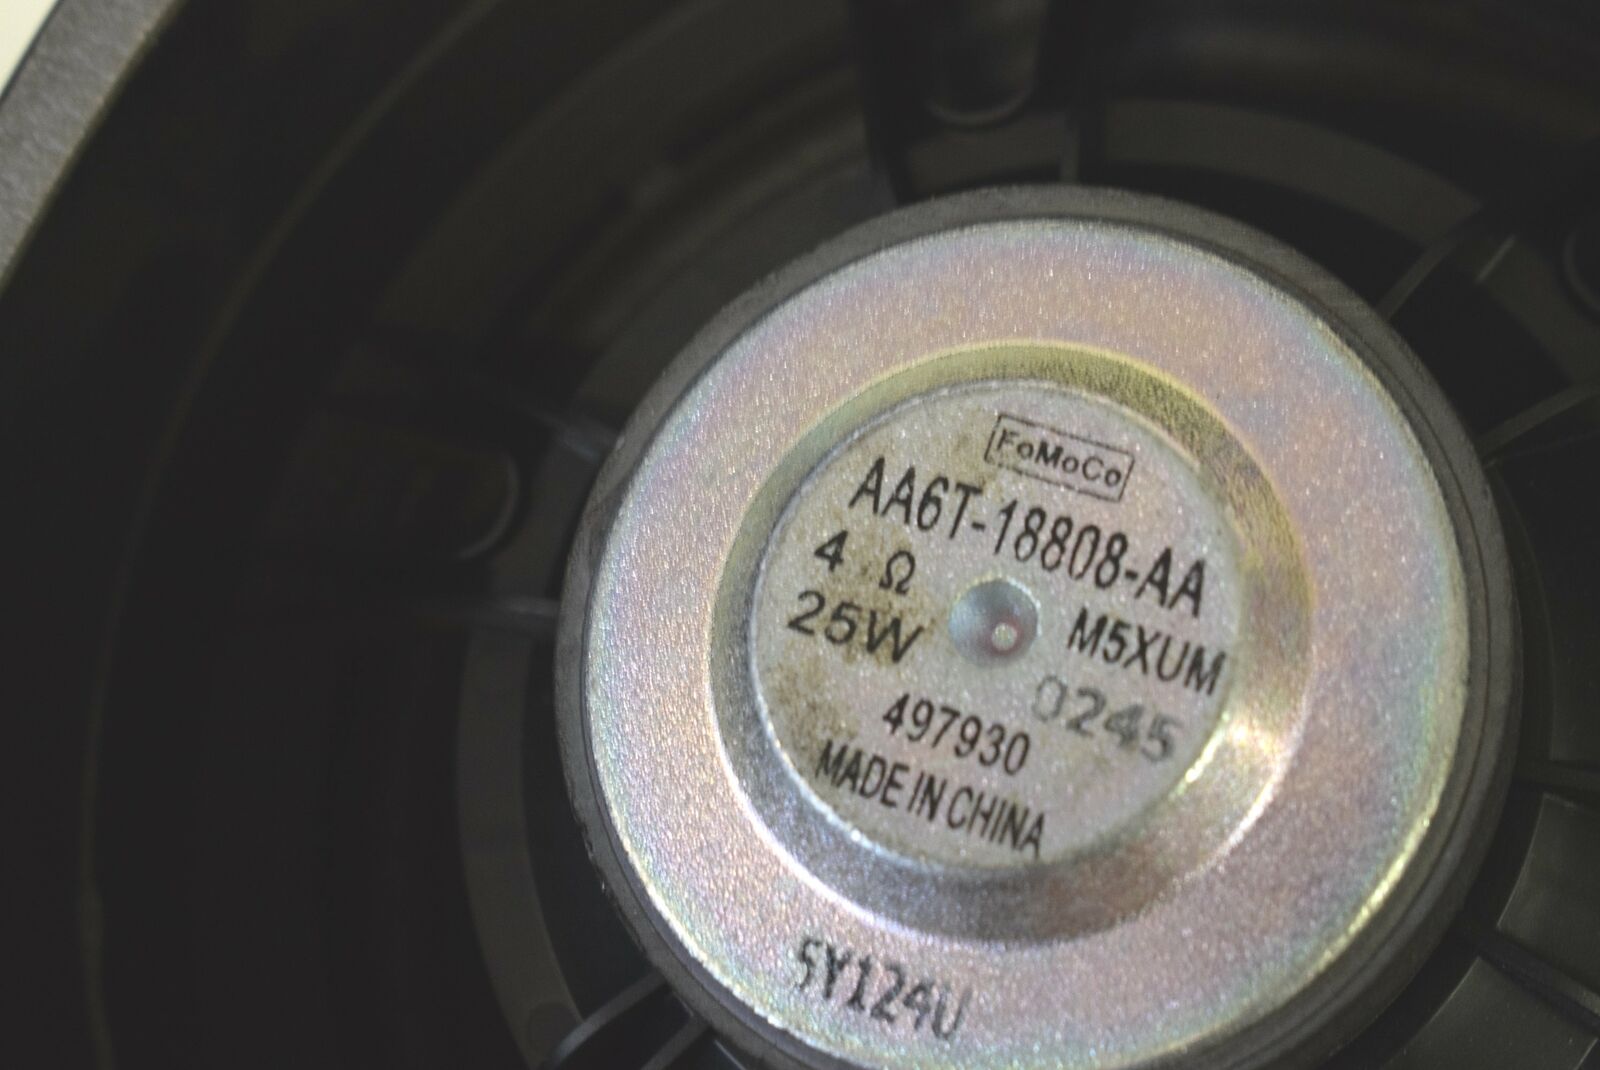 FoMoCo
AA6T-18808-AA
4 Ω
25W
M5XUM
0245
497930
MADE IN CHINA
5Y124U